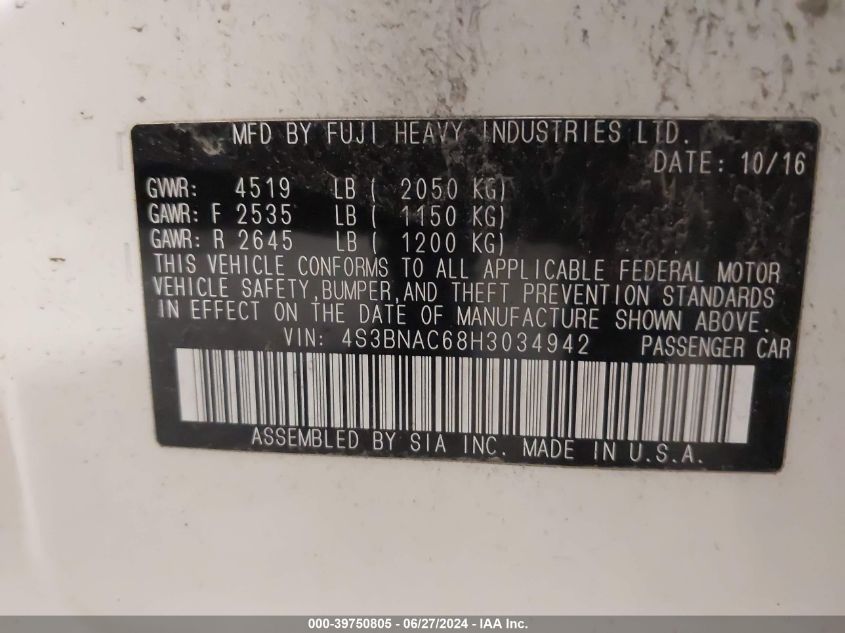 MFD BY FUJI HEAVY INDUSTRIES LTD.
DATE: 10/16
GVWR: 4519 LB ( 2050 KG)
GAWR: F 2535 LB ( 1150 KG)
GAWR: R 2645 LB ( 1200 KG)
THIS VEHICLE CONFORMS TO ALL APPLICABLE FEDERAL MOTOR
VEHICLE SAFETY,BUMPER,AND THEFT PREVENTION STANDARDS
IN EFFECT ON THE DATE OF MANUFACTURE SHOWN ABOVE.
VIN: 4S3BNAC68H3034942 PASSENGER CAR
ASSEMBLED BY SIA INC. MADE IN U.S.A.
000-39750805 - 06/27/2024 - IAA Inc.